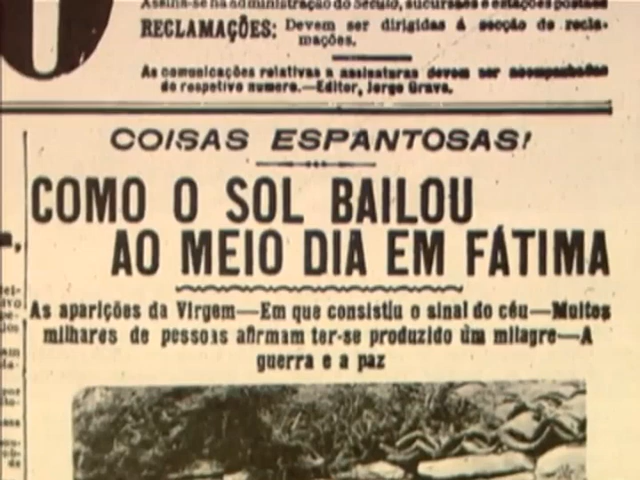 Assina-se na administração do Seculo, sucursaes e estações postaes
RECLAMAÇÕES: Devem ser dirigidas á secção de recla-
mações.
As comunicações relativas a assinaturas devem ser acompanhadas
do respetivo numero.—Editor, Jorge Grave.
COISAS ESPANTOSAS!
COMO O SOL BAILOU
AO MEIO DIA EM FÁTIMA
As aparições da Virgem—Em que consistiu o sinal do céu—Muitos
milhares de pessoas afirmam ter-se produzido um milagre—A
guerra e a paz